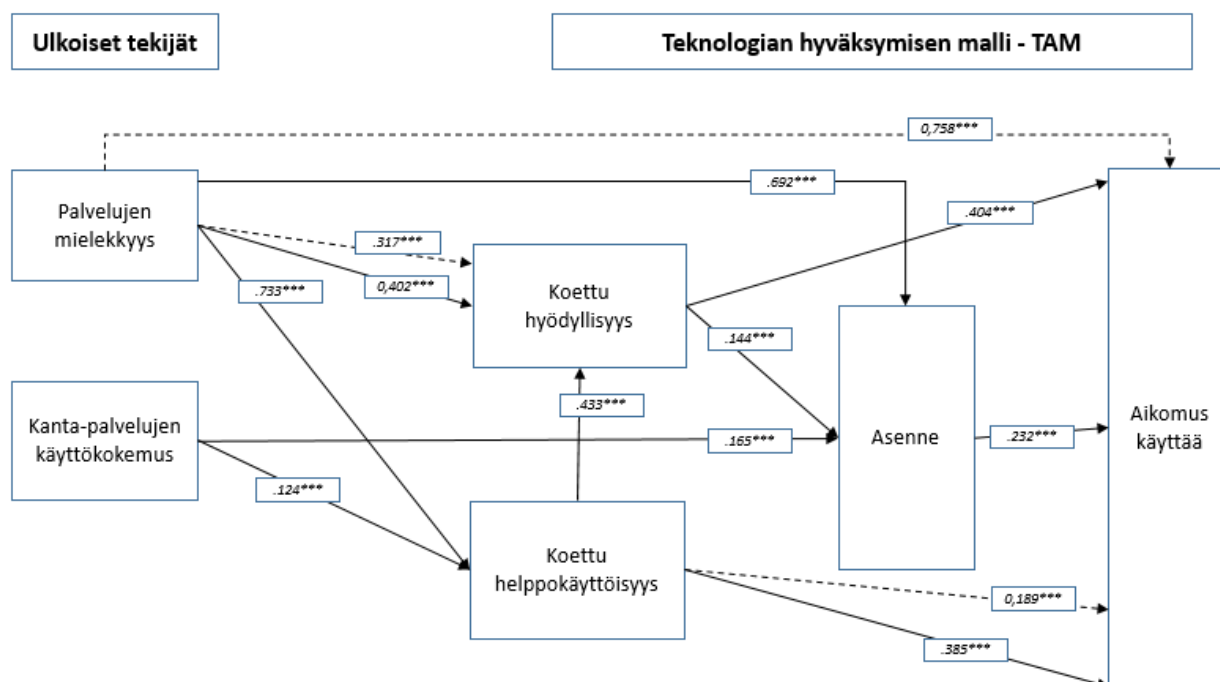 Ulkoiset tekijät
Teknologian hyväksymisen malli - TAM
0,758***
Palvelujen
mielekkyys
.692***
.404***
.317***
0,402***
.733***
Koettu
hyödyllisyys
.144***
Kanta-palvelujen
käyttökokemus
.433***
.165***
Asenne
.232***
Aikomus
käyttää
.124***
Koettu
helppokäyttöisyys
0,189***
.385***